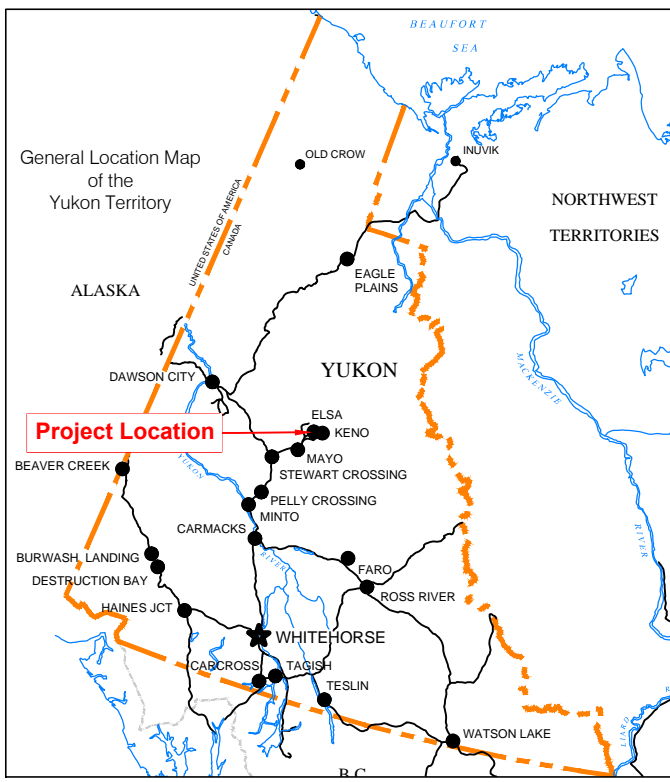 BEAUFORT
SEA
General Location Map
of the
Yukon Territory
OLD CROW
INUVIK
NORTHWEST
TERRITORIES
UNITED STATES OF AMERICA
CANADA
ALASKA
EAGLE
PLAINS
YUKON
MACKENZIE
RIVER
DAWSON CITY
ELSA
Project Location
KENO
MAYO
BEAVER CREEK
STEWART CROSSING
YUKON
RIVER
PELLY CROSSING
MINTO
CARMACKS
BURWASH LANDING
DESTRUCTION BAY
FARO
ROSS RIVER
HAINES JCT
WHITEHORSE
CARCROSS
TAGISH
TESLIN
WATSON LAKE
LIARD
B.C.